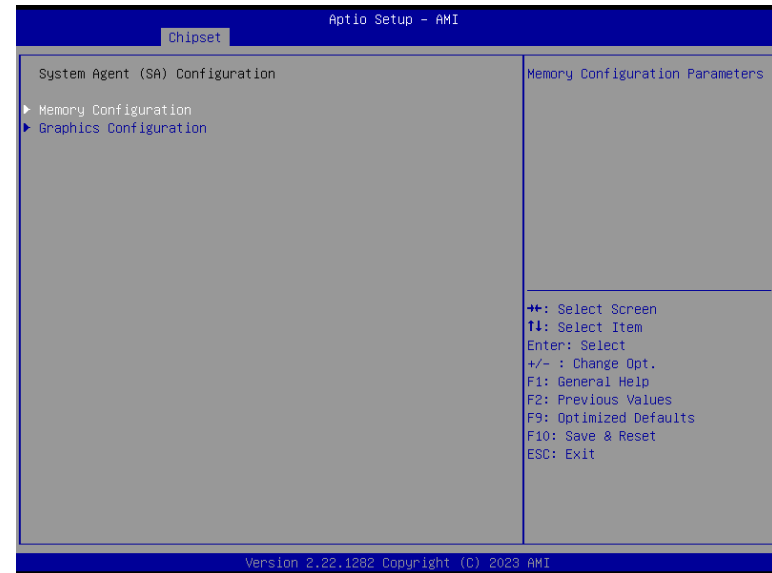 Aptio Setup – AMI
Chipset
System Agent (SA) Configuration
▶ Memory Configuration
▶ Graphics Configuration
Memory Configuration Parameters
→←: Select Screen
↑↓: Select Item
Enter: Select
+/- : Change Opt.
F1: General Help
F2: Previous Values
F9: Optimized Defaults
F10: Save & Reset
ESC: Exit
Version 2.22.1282 Copyright (C) 2023 AMI